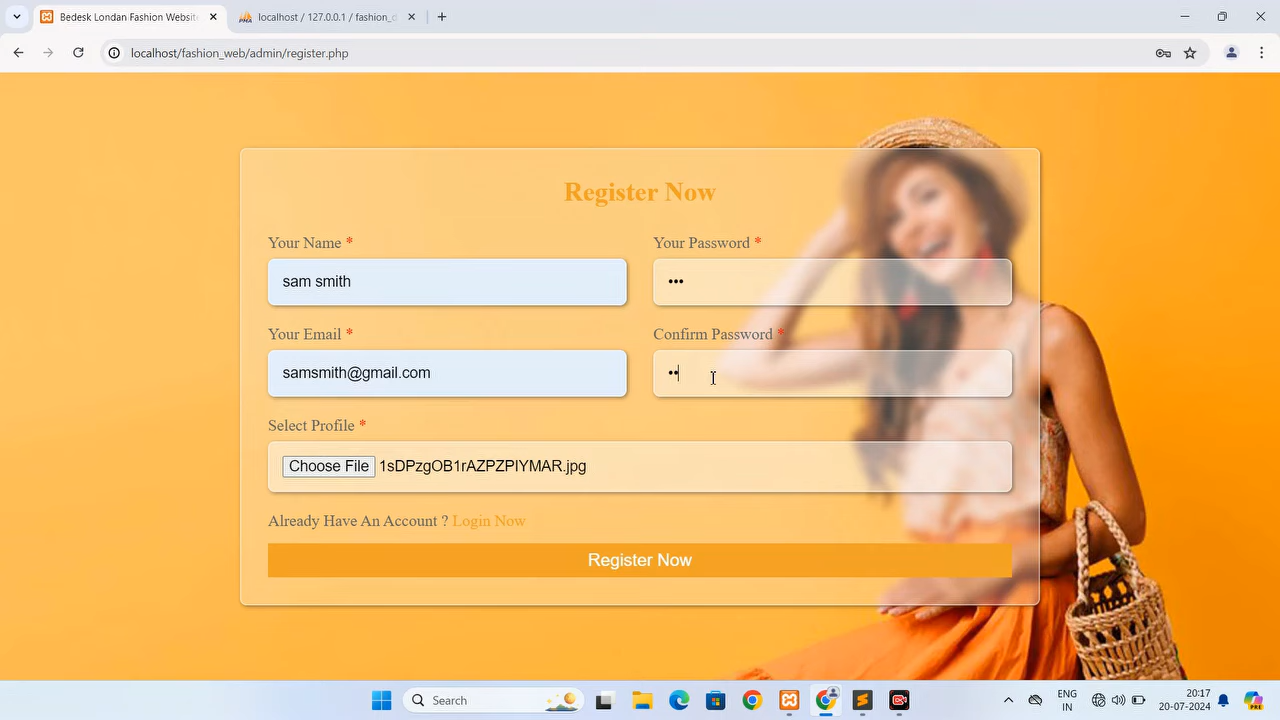 Bedesk Londan Fashion Websit
localhost / 127.0.0.1 / fashion_d
localhost/fashion_web/admin/register.php
Register Now
Your Name *
Your Password *
sam smith
•••
Your Email *
Confirm Password *
samsmith@gmail.com
••
Select Profile *
Choose File 1sDPzgOB1rAZPZPIYMAR.jpg
Already Have An Account ? Login Now
Register Now
Search
ENG
IN
20:17
20-07-2024
PRE